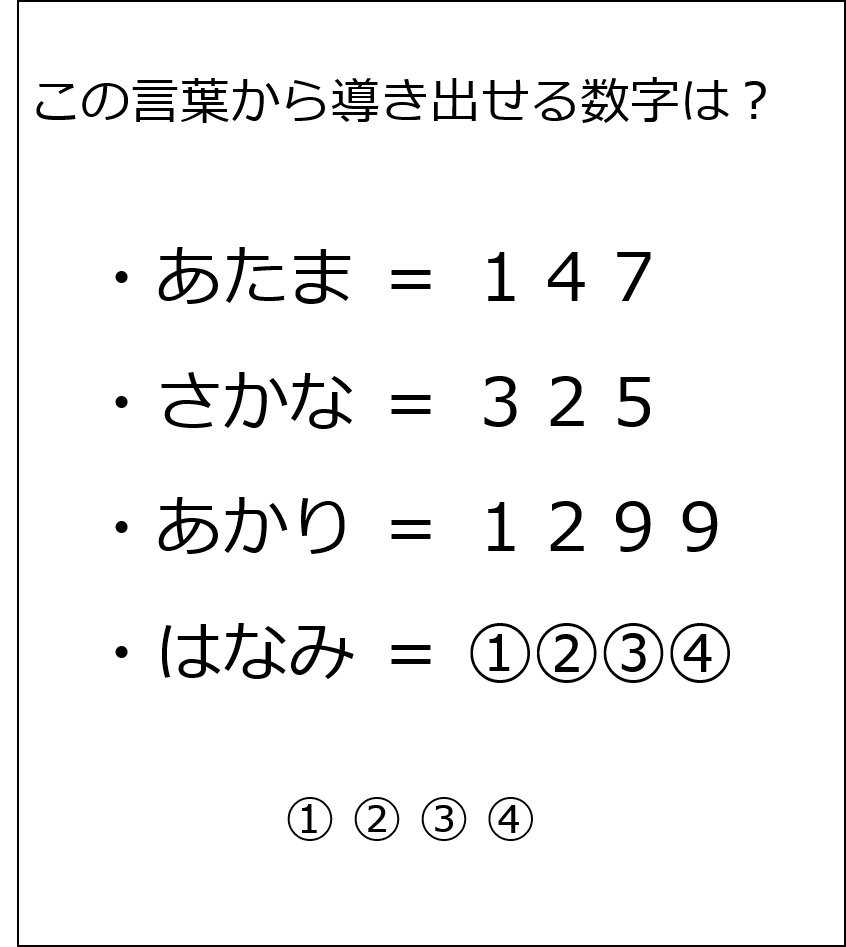 この言葉から導き出せる数字は？
・あたま ＝ １４７
・さかな ＝ ３２５
・あかり ＝ １２９９
・はなみ ＝ ①②③④
① ② ③ ④